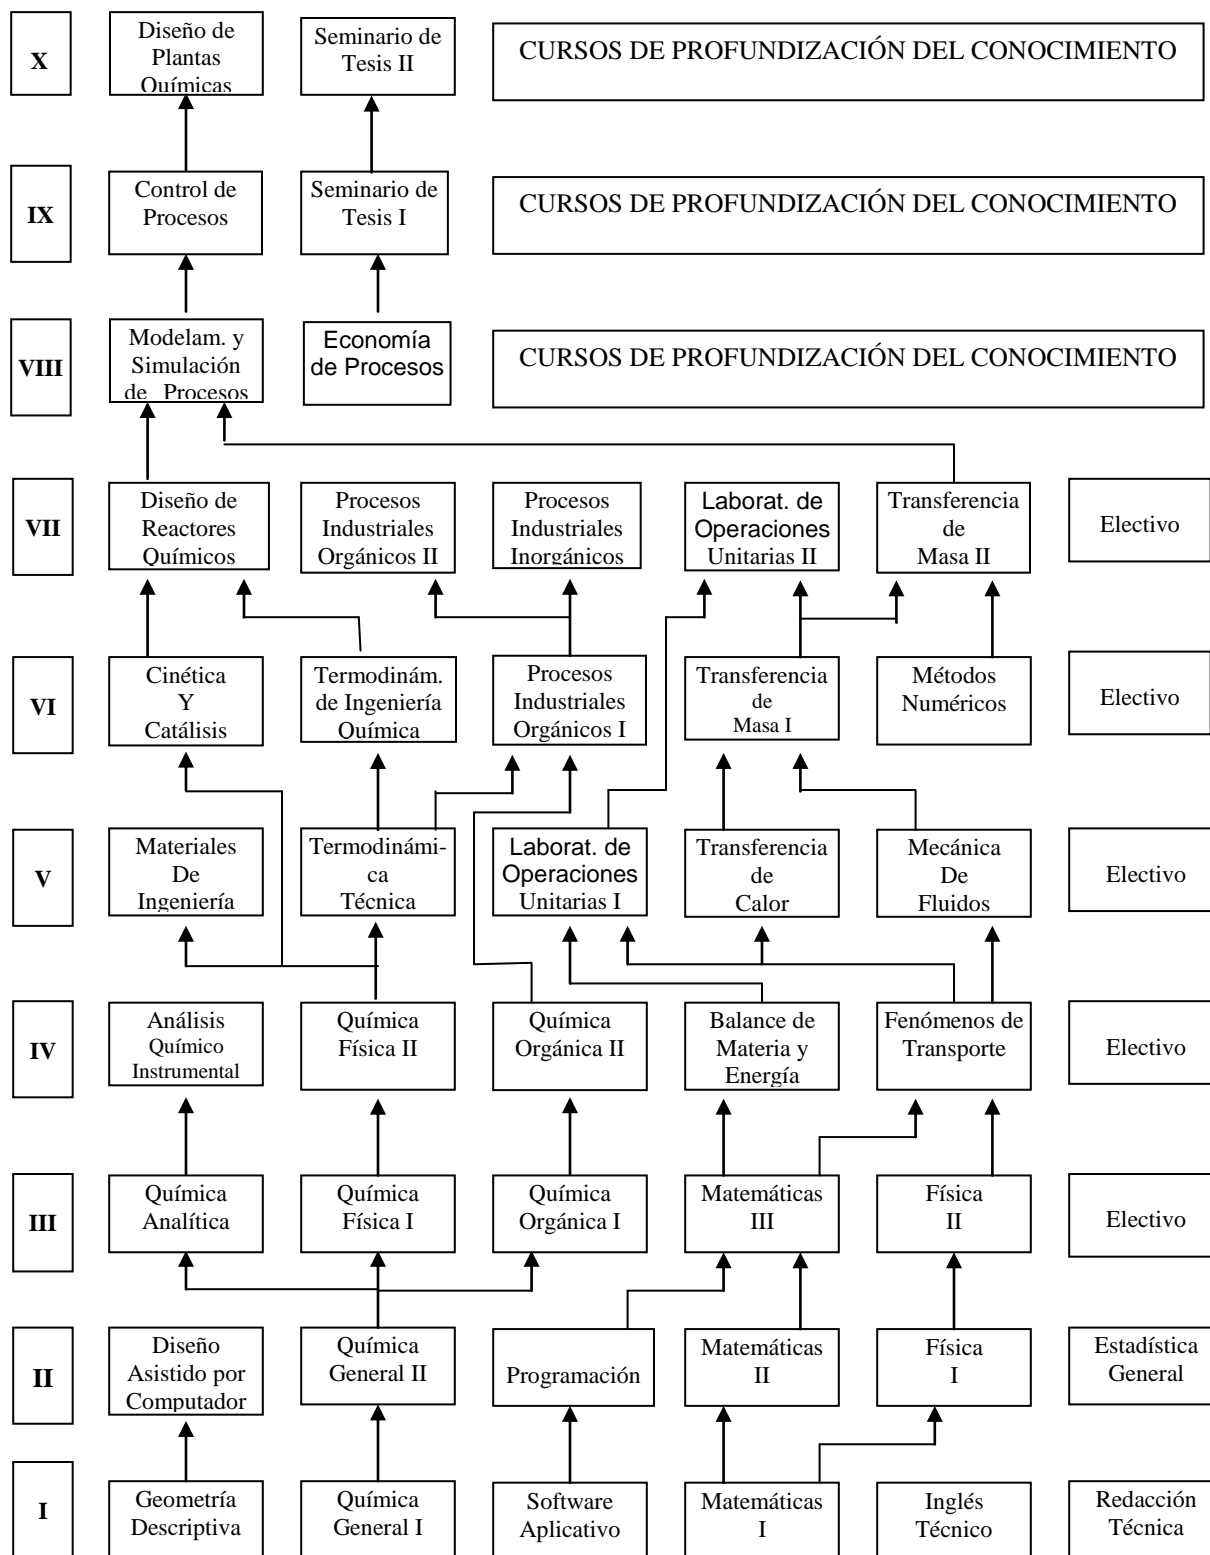 X
Diseño de
Plantas
Químicas
Seminario de
Tesis II
CURSOS DE PROFUNDIZACIÓN DEL CONOCIMIENTO
IX
Control de
Procesos
Seminario de
Tesis I
CURSOS DE PROFUNDIZACIÓN DEL CONOCIMIENTO
VIII
Modelam. y
Simulación
de Procesos
Economía
de Procesos
CURSOS DE PROFUNDIZACIÓN DEL CONOCIMIENTO
VII
Diseño de
Reactores
Químicos
Procesos
Industriales
Orgánicos II
Procesos
Industriales
Inorgánicos
Laborat. de
Operaciones
Unitarias II
Transferencia
de
Masa II
Electivo
VI
Cinética
Y
Catálisis
Termodinám.
de Ingeniería
Química
Procesos
Industriales
Orgánicos I
Transferencia
de
Masa I
Métodos
Numéricos
Electivo
V
Materiales
De
Ingeniería
Termodinámi-
ca
Técnica
Laborat. de
Operaciones
Unitarias I
Transferencia
de
Calor
Mecánica
De
Fluidos
Electivo
IV
Análisis
Químico
Instrumental
Química
Física II
Química
Orgánica II
Balance de
Materia y
Energía
Fenómenos de
Transporte
Electivo
III
Química
Analítica
Química
Física I
Química
Orgánica I
Matemáticas
III
Física
II
Electivo
II
Diseño
Asistido por
Computador
Química
General II
Programación
Matemáticas
II
Física
I
Estadística
General
I
Geometría
Descriptiva
Química
General I
Software
Aplicativo
Matemáticas
I
Inglés
Técnico
Redacción
Técnica